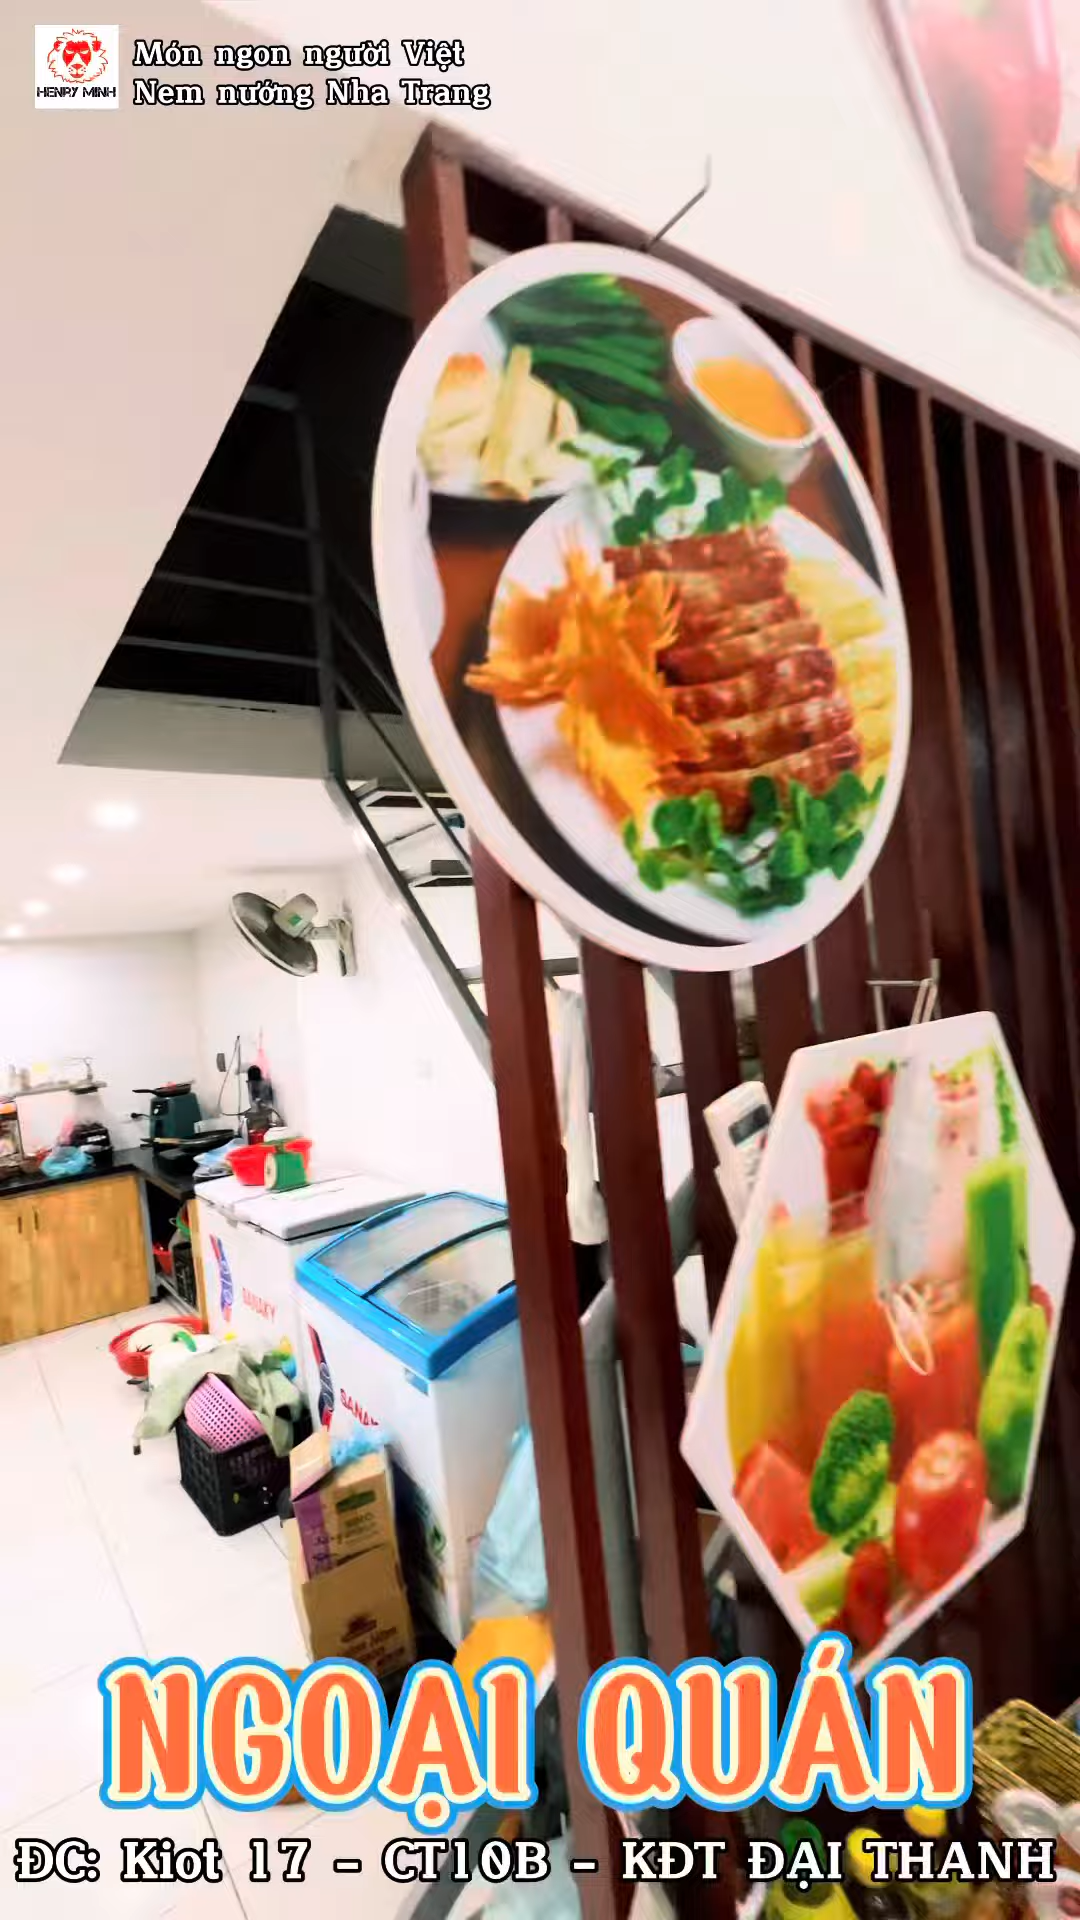 HENRY MINH
Món ngon người Việt
Nem nướng Nha Trang
SANAKY
NGOẠI QUÁN
ĐC: Kiot 17 - CT10B - KĐT ĐẠI THANH